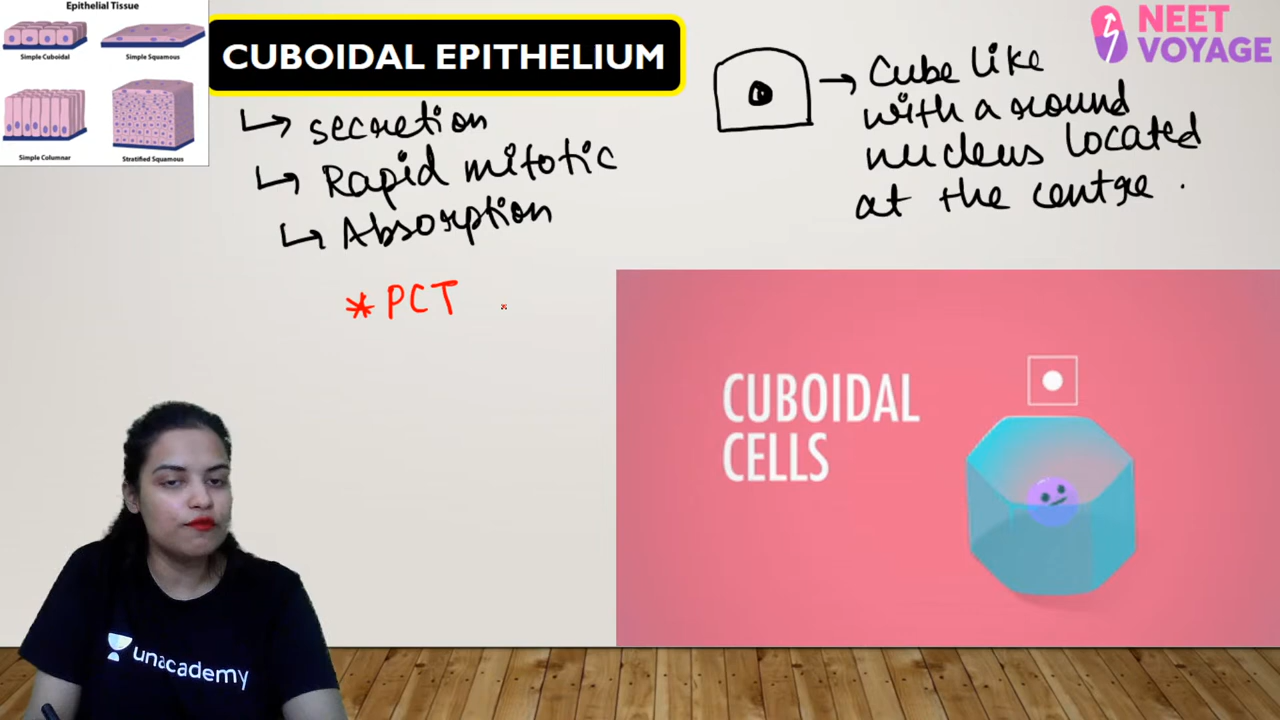 Epithelial Tissue
Simple Cuboidal
Simple Squamous
Simple Columnar
Stratified Squamous
CUBOIDAL EPITHELIUM
NEET
VOYAGE
↳ secretion
↳ Rapid mitotic
↳ Absorption
* PCT
→ Cube like
with a round
nucleus located
at the centre.
CUBOIDAL
CELLS
unacademy